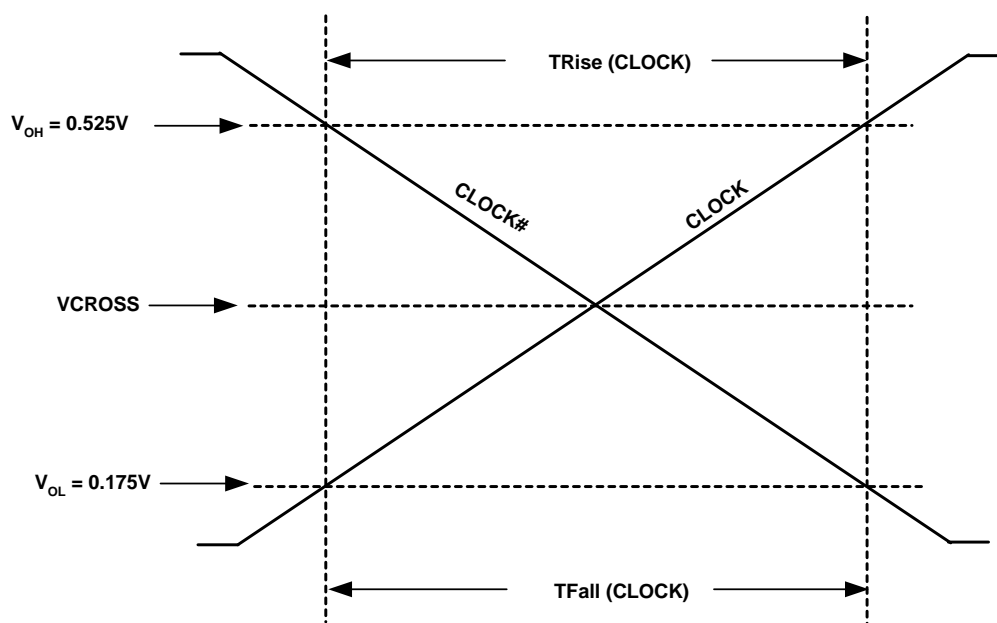 TRise (CLOCK)
VOH = 0.525V
CLOCK#
CLOCK
VCROSS
VOL = 0.175V
TFall (CLOCK)